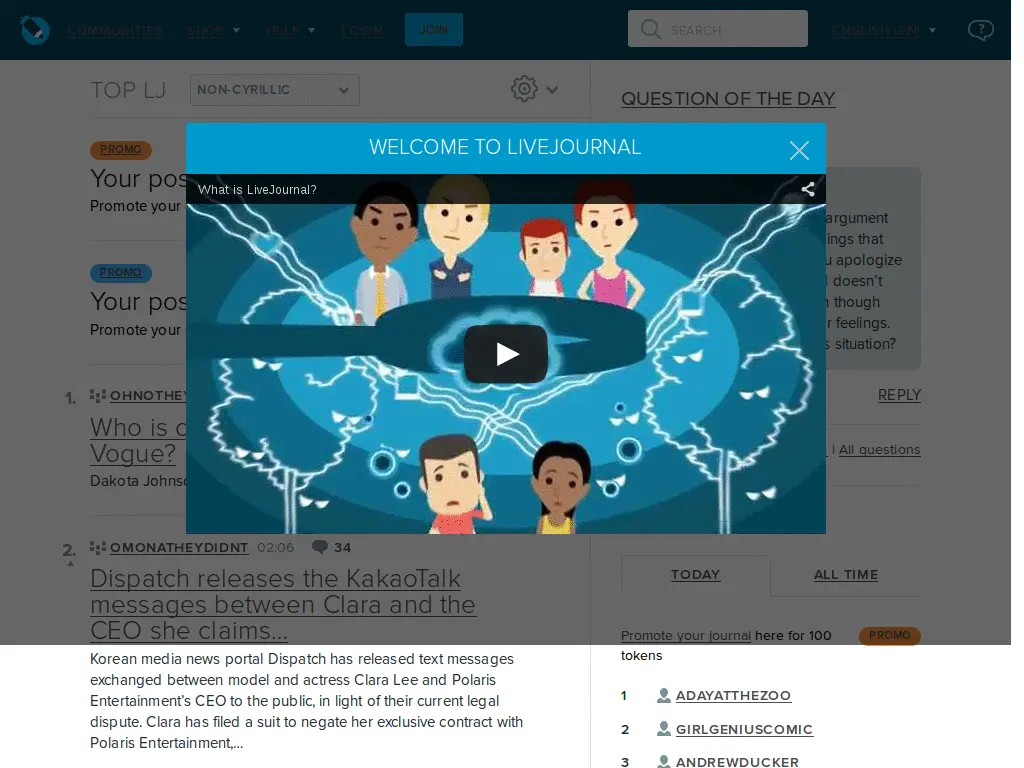 COMMUNITIES SHOP HELP LOGIN JOIN SEARCH ENGLISH (EN) ?
TOP LJ NON-CYRILLIC
QUESTION OF THE DAY
WELCOME TO LIVEJOURNAL
What is LiveJournal?
PROMO
Your pos
Promote your
PROMO
Your pos
Promote your
1. OHNOTHEY
Who is
Vogue?
Dakota Johns
argument
ings that
u apologize
doesn't
though
r feelings.
s situation?
REPLY
| All questions
2. OMONATHEYDIDNT 02:06 34
Dispatch releases the KakaoTalk
messages between Clara and the
CEO she claims...
Korean media news portal Dispatch has released text messages
exchanged between model and actress Clara Lee and Polaris
Entertainment's CEO to the public, in light of their current legal
dispute. Clara has filed a suit to negate her exclusive contract with
Polaris Entertainment,...
TODAY ALL TIME
Promote your journal here for 100 PROMO
tokens
1 ADAYATTHEZOO
2 GIRLGENIUSCOMIC
3 ANDREWDUCKER